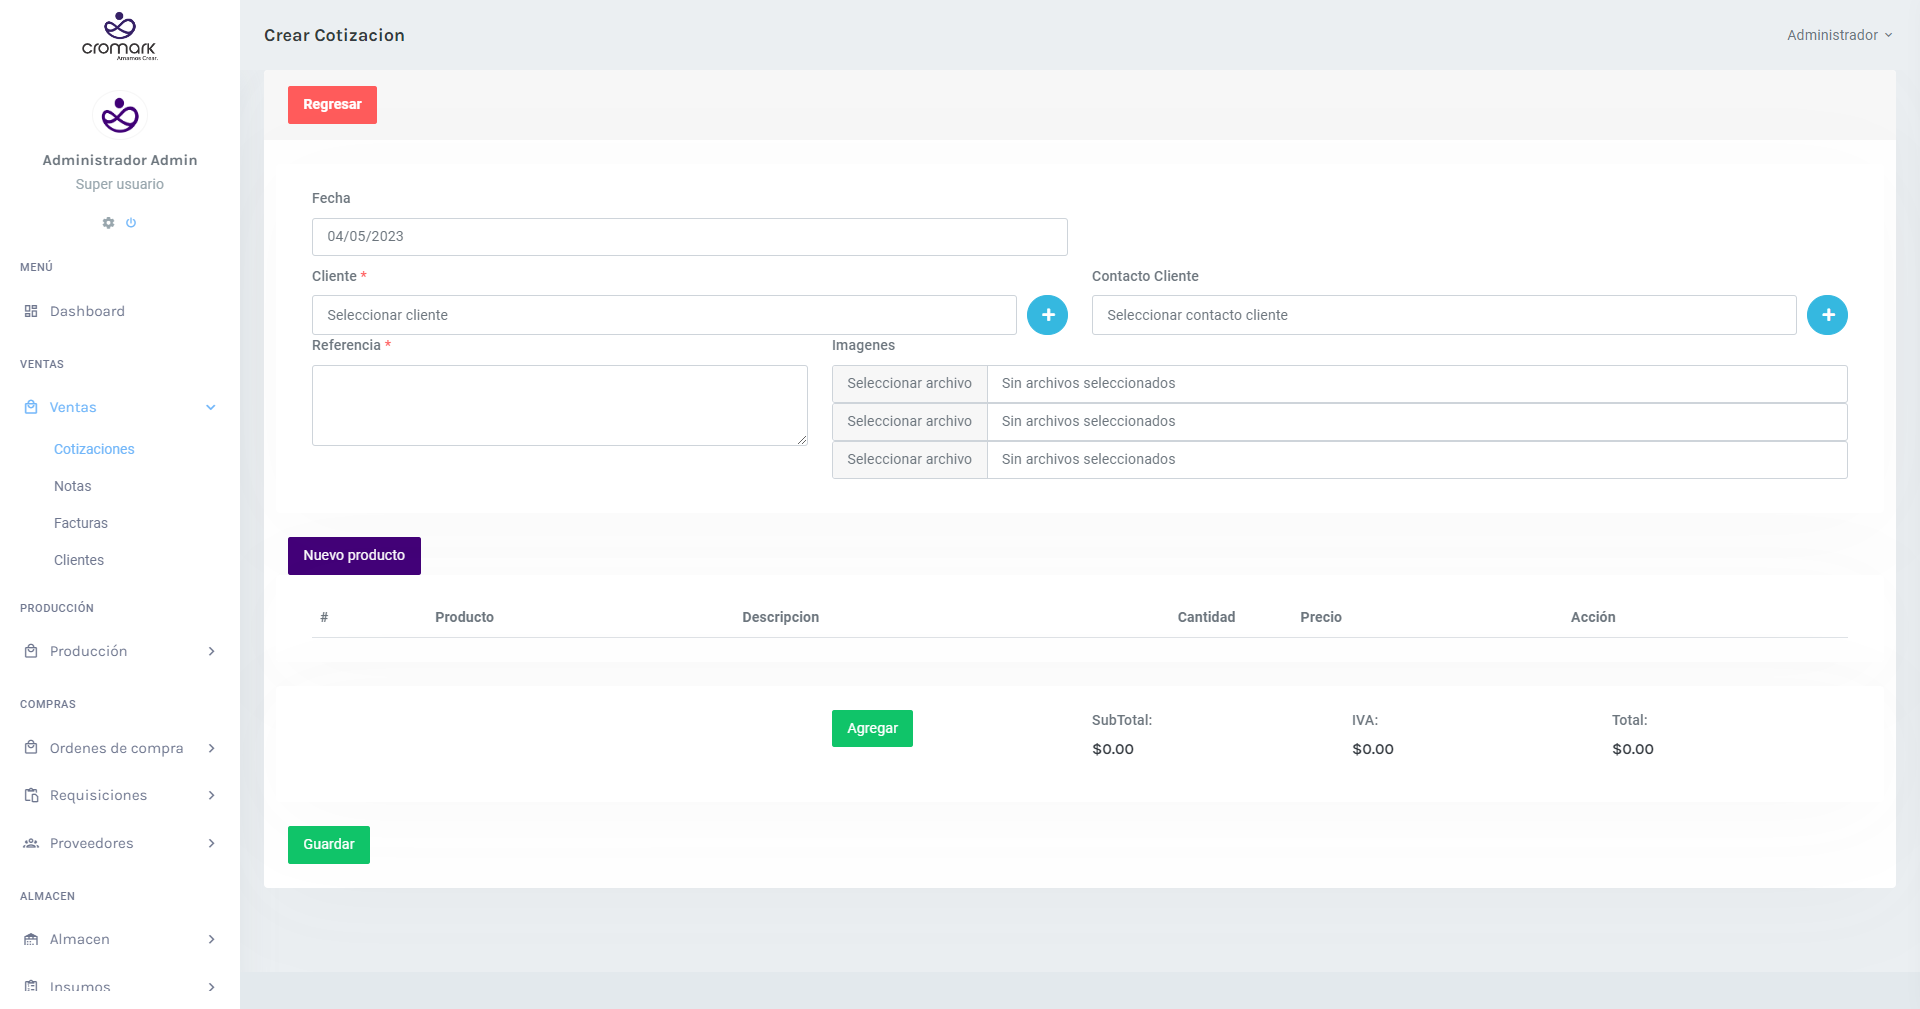 cromark
Amamos Crear.
Administrador Admin
Super usuario
MENÚ
Dashboard
VENTAS
Ventas
Cotizaciones
Notas
Facturas
Clientes
PRODUCCIÓN
Producción
COMPRAS
Ordenes de compra
Requisiciones
Proveedores
ALMACEN
Almacen
Insumos
Crear Cotizacion
Administrador
Regresar
Fecha
04/05/2023
Cliente *
Contacto Cliente
Seleccionar cliente
Seleccionar contacto cliente
Referencia *
Imagenes
Seleccionar archivo Sin archivos seleccionados
Seleccionar archivo Sin archivos seleccionados
Seleccionar archivo Sin archivos seleccionados
Nuevo producto
# Producto Descripcion Cantidad Precio Acción
Agregar
SubTotal: IVA: Total:
$0.00 $0.00 $0.00
Guardar